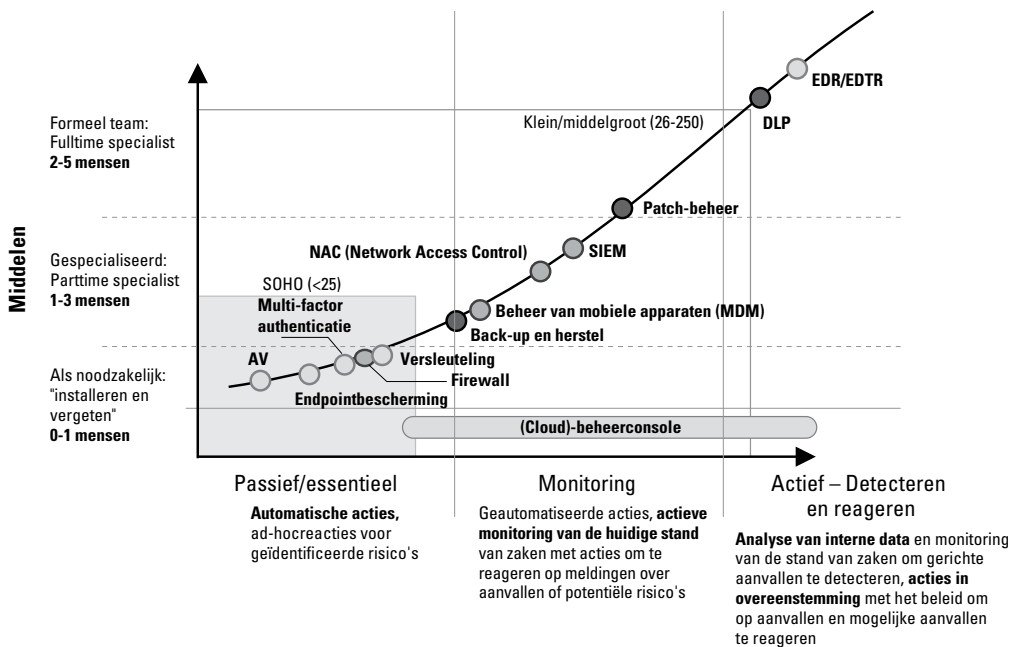 EDR/EDTR
Klein/middelgroot (26-250)
DLP
Formeel team:
Fulltime specialist
2-5 mensen
Patch-beheer
Middelen
NAC (Network Access Control)
SIEM
Gespecialiseerd:
Parttime specialist
1-3 mensen
SOHO (<25)
Multi-factor
authenticatie
Beheer van mobiele apparaten (MDM)
Back-up en herstel
AV
Versleuteling
Firewall
Endpointbescherming
Als noodzakelijk:
"installeren en
vergeten"
0-1 mensen
(Cloud)-beheerconsole
Passief/essentieel
Automatische acties,
ad-hocreacties voor
geïdentificeerde risico's
Monitoring
Geautomatiseerde acties, actieve
monitoring van de huidige stand
van zaken met acties om te
reageren op meldingen over
aanvallen of potentiële risico's
Actief – Detecteren
en reageren
Analyse van interne data en monitoring
van de stand van zaken om gerichte
aanvallen te detecteren, acties in
overeenstemming met het beleid om
op aanvallen en mogelijke aanvallen
te reageren